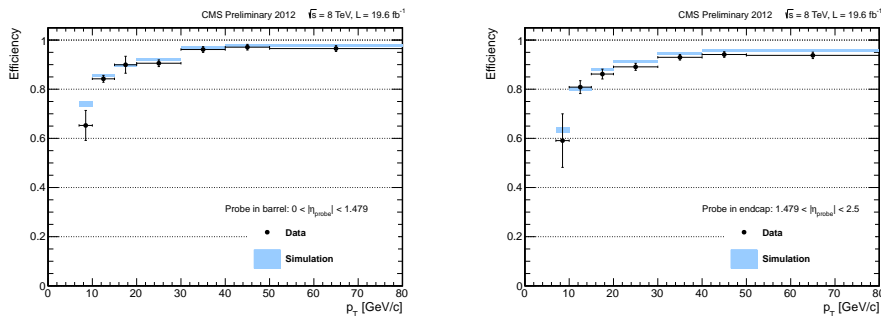 CMS Preliminary 2012 √s = 8 TeV, L = 19.6 fb⁻¹
Efficiency
1
0.8
0.6
0.4
0.2
0
Probe in barrel: 0 < |η_probe| < 1.479
Data
Simulation
0 10 20 30 40 50 60 70 80
p_T [GeV/c]
CMS Preliminary 2012 √s = 8 TeV, L = 19.6 fb⁻¹
Efficiency
1
0.8
0.6
0.4
0.2
0
Probe in endcap: 1.479 < |η_probe| < 2.5
Data
Simulation
0 10 20 30 40 50 60 70 80
p_T [GeV/c]